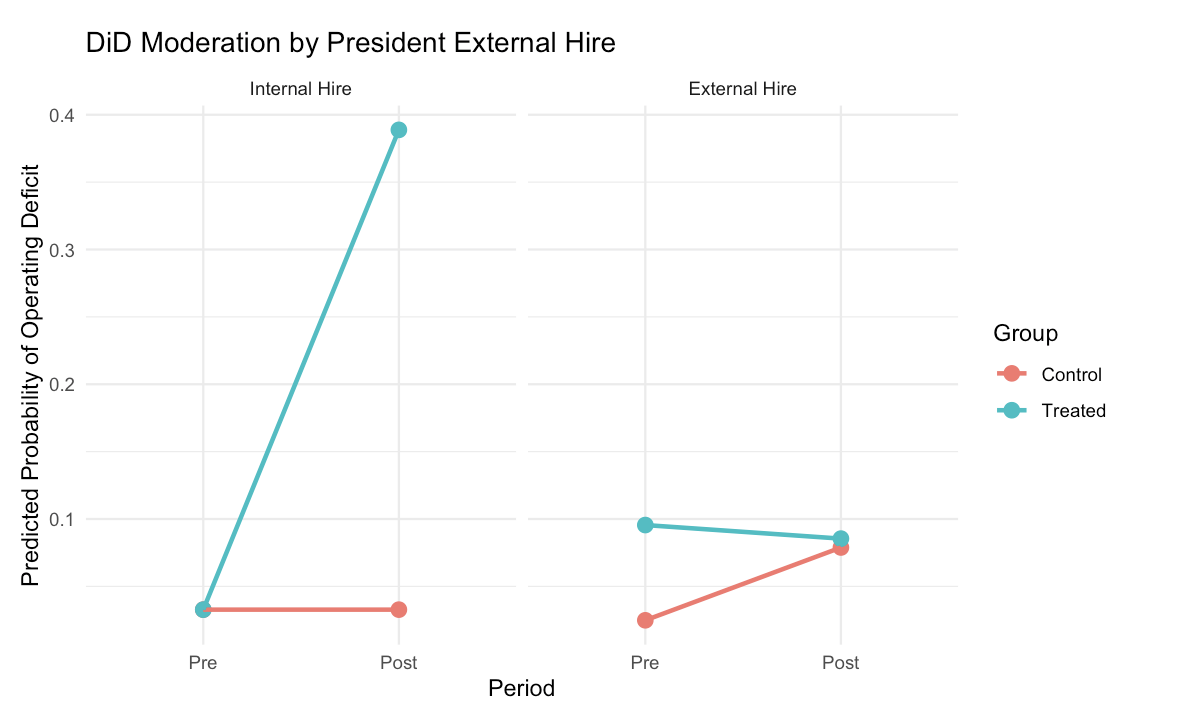 DiD Moderation by President External Hire
Internal Hire
External Hire
Predicted Probability of Operating Deficit
0.4
0.3
0.2
0.1
Pre
Post
Pre
Post
Period
Group
Control
Treated